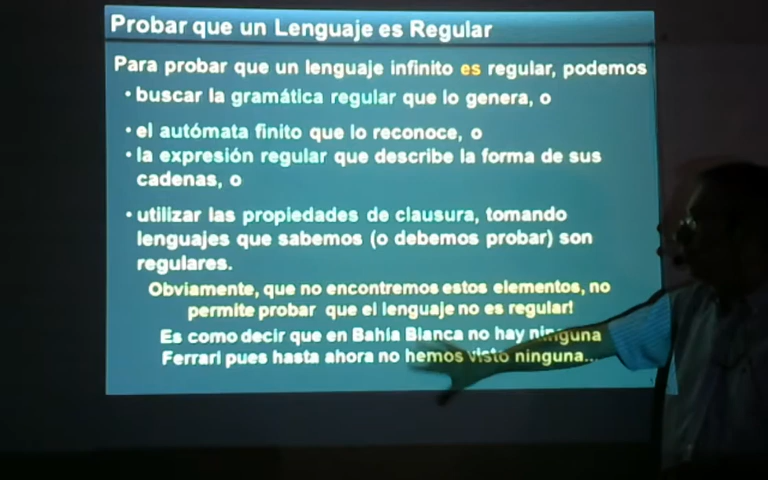 Probar que un Lenguaje es Regular
Para probar que un lenguaje infinito es regular, podemos
• buscar la gramática regular que lo genera, o
• el autómata finito que lo reconoce, o
• la expresión regular que describe la forma de sus
cadenas, o
• utilizar las propiedades de clausura, tomando
lenguajes que sabemos (o debemos probar) son
regulares.
Obviamente, que no encontremos estos elementos, no
permite probar que el lenguaje no es regular!
Es como decir que en Bahía Blanca no hay ninguna
Ferrari pues hasta ahora no hemos visto ninguna...